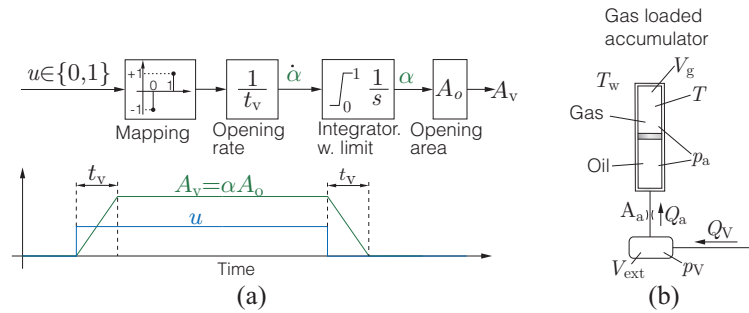 u∈{0,1}
+1
0 1
-1
Mapping
1
t_v
Opening
rate
α̇
1
0
1
s
Integrator.
w. limit
α
A_o
Opening
area
A_v
t_v
A_v=αA_o
t_v
u
Time
(a)
Gas loaded
accumulator
V_g
T_w
T
Gas
Oil
p_a
A_a
Q_a
Q_V
V_ext
p_V
(b)